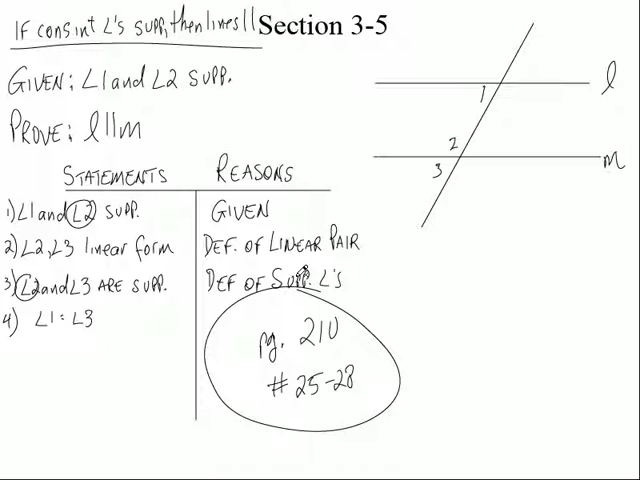 IF cons int ∠'s supp, then lines || Section 3-5
GIVEN: ∠1 and ∠2 supp.
PROVE: l || m
STATEMENTS REASONS
1) ∠1 and ∠2 supp. GIVEN
2) ∠2, ∠3 linear form DEF. OF LINEAR PAIR
3) ∠2 and ∠3 ARE supp. DEF OF Supp. ∠'s
4) ∠1 = ∠3
pg. 210
# 25-28
1 l
2
3 m